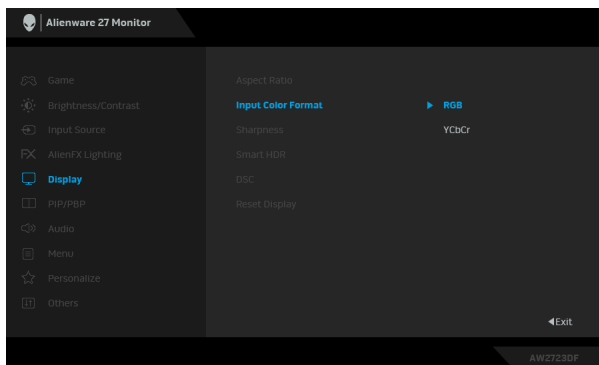 Alienware 27 Monitor
Game
Brightness/Contrast
Input Source
FX AlienFX Lighting
Display
PIP/PBP
Audio
Menu
Personalize
Others
Aspect Ratio
Input Color Format
RGB
YCbCr
Sharpness
Smart HDR
DSC
Reset Display
Exit
AW2723DF